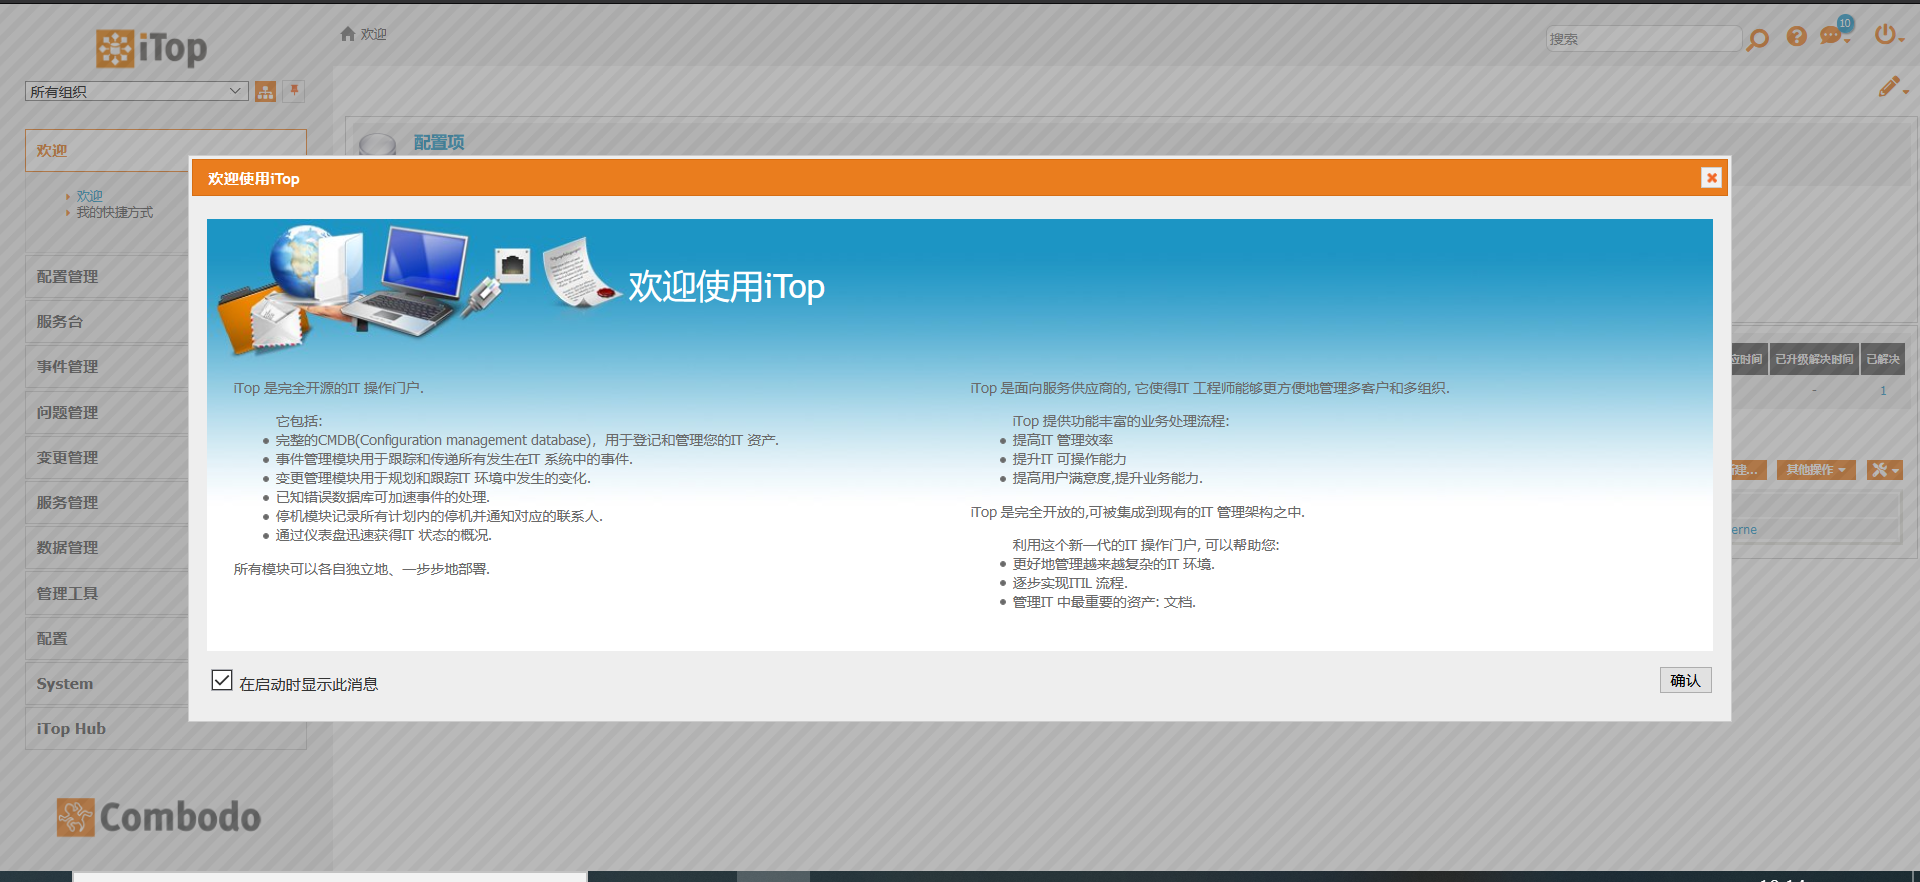 iTop
欢迎
搜索
10
所有组织
欢迎
配置项
欢迎
我的快捷方式
配置管理
服务台
事件管理
问题管理
变更管理
服务管理
数据管理
管理工具
配置
System
iTop Hub
Combodo
欢迎使用iTop
欢迎使用iTop
iTop 是完全开源的IT 操作门户.
它包括:
完整的CMDB(Configuration management database)，用于登记和管理您的IT 资产.
事件管理模块用于跟踪和传递所有发生在IT 系统中的事件.
变更管理模块用于规划和跟踪IT 环境中发生的变化.
已知错误数据库可加速事件的处理.
停机模块记录所有计划内的停机并通知对应的联系人.
通过仪表盘迅速获得IT 状态的概况.
所有模块可以各自独立地、一步步地部署.
iTop 是面向服务供应商的, 它使得IT 工程师能够更方便地管理多客户和多组织.
iTop 提供功能丰富的业务处理流程:
提高IT 管理效率
提升IT 可操作能力
提高用户满意度,提升业务能力.
iTop 是完全开放的,可被集成到现有的IT 管理架构之中.
利用这个新一代的IT 操作门户, 可以帮助您:
更好地管理越来越复杂的IT 环境.
逐步实现ITIL 流程.
管理IT 中最重要的资产: 文档.
在启动时显示此消息
确认
应时间 已升级解决时间 已解决
- 1
建... 其他操作
erne